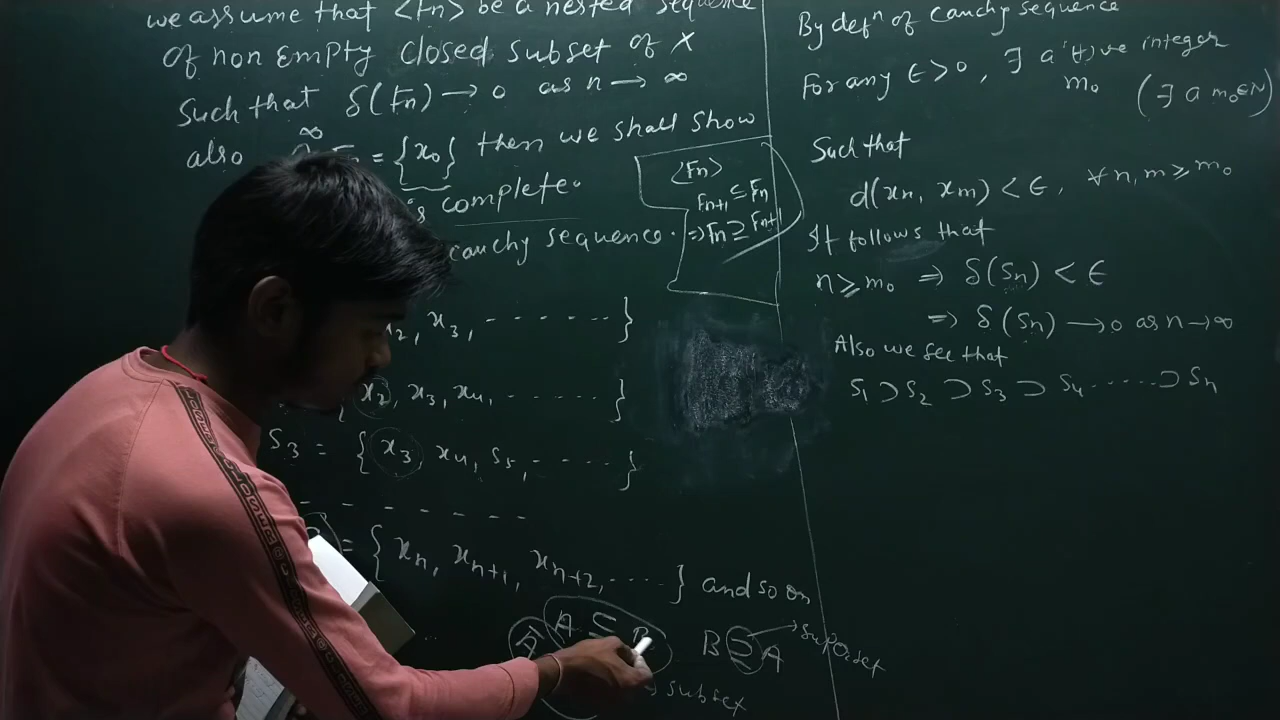 we assume that <Fn> be a nested sequence
of non Empty closed subset of X
Such that δ(Fn) → 0 as n → ∞
also ∞ = {x₀} then we shall show
is complete.
cauchy sequence.
<Fn>
Fn+1 ⊆ Fn
⇒ Fn ⊇ Fn+1
x₂, x₃, ------- }
{ x₂, x₃, x₄, ------ }
S₃ = { x₃, x₄, s₅, ----- }
- - - - - - - -
= { xn, xn+1, xn+2, ..... } and so on
A ⊆ B
B ⊇ A → superset
→ subset
By defⁿ of cauchy sequence
For any ϵ > 0, ∃ a (+)ve integer
m₀ (∃ a m₀ ∈ N)
Such that
d(xn, xm) < ϵ, ∀ n, m ≥ m₀
It follows that
n ≥ m₀ ⇒ δ(Sn) < ϵ
⇒ δ(Sn) → 0 as n → ∞
Also we see that
S₁ ⊃ S₂ ⊃ S₃ ⊃ S₄ ...... ⊃ Sn